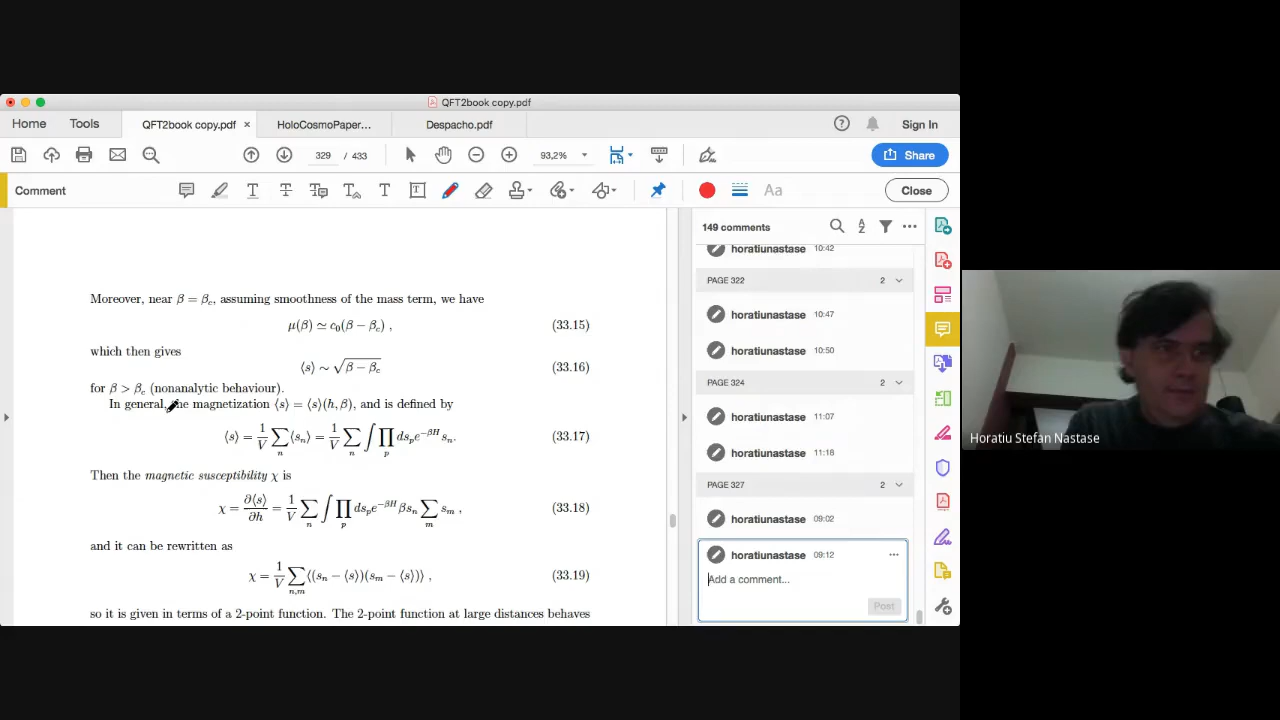 QFT2book copy.pdf
Home Tools QFT2book copy.pdf × HoloCosmoPaper... Despacho.pdf Sign In
329 / 433 93,2% Share
Comment Aa Close
Moreover, near β = β_c, assuming smoothness of the mass term, we have
μ(β) ≃ c₀(β − β_c) , (33.15)
which then gives
⟨s⟩ ∼ √(β − β_c) (33.16)
for β > β_c (nonanalytic behaviour).
In general, the magnetization ⟨s⟩ = ⟨s⟩(h, β), and is defined by
⟨s⟩ = 1/V ∑_n ⟨s_n⟩ = 1/V ∑_n ∫ ∏_p ds_p e^{−βH} s_n. (33.17)
Then the magnetic susceptibility χ is
χ = ∂⟨s⟩/∂h = 1/V ∑_n ∫ ∏_p ds_p e^{−βH} β s_n ∑_m s_m , (33.18)
and it can be rewritten as
χ = 1/V ∑_{n,m} ⟨(s_n − ⟨s⟩)(s_m − ⟨s⟩)⟩ , (33.19)
so it is given in terms of a 2-point function. The 2-point function at large distances behaves
149 comments
horatiunastase 10:42
PAGE 322 2
horatiunastase 10:47
horatiunastase 10:50
PAGE 324 2
horatiunastase 11:07
horatiunastase 11:18
PAGE 327 2
horatiunastase 09:02
horatiunastase 09:12
Add a comment...
Post
Horatiu Stefan Nastase